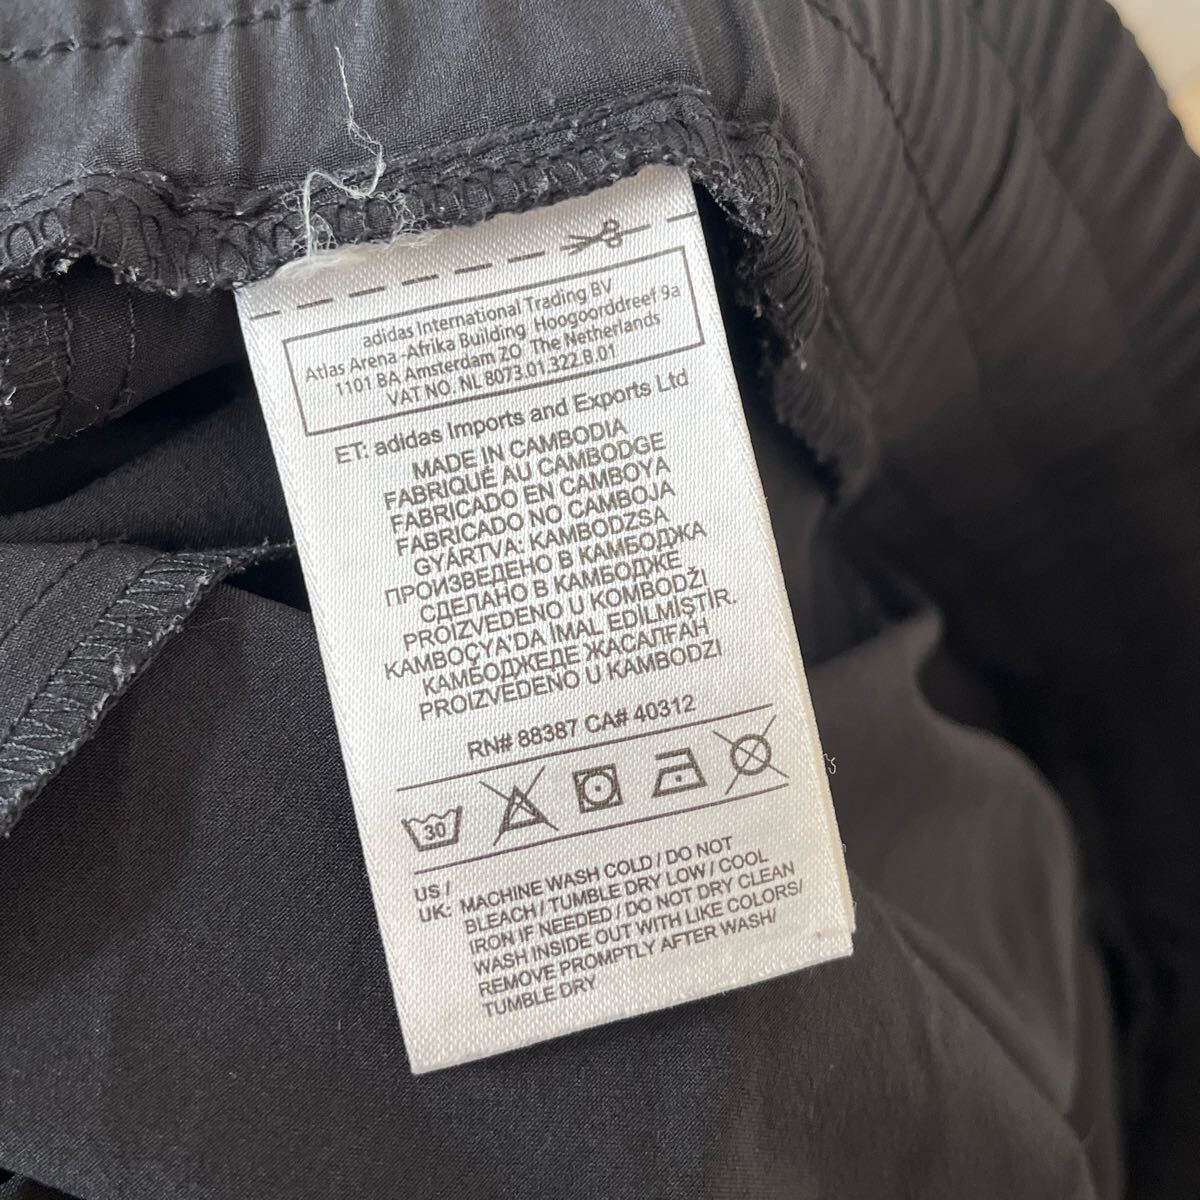 adidas International Trading BV
Atlas Arena -Afrika Building Hoogoorddreef 9a
1101 BA Amsterdam ZO The Netherlands
VAT NO. NL 8073.01.322.B.01
ET: adidas Imports and Exports Ltd
MADE IN CAMBODIA
FABRIQUÉ AU CAMBODGE
FABRICADO EN CAMBOYA
FABRICADO NO CAMBOJA
GYÁRTVA: KAMBODZSA
ПРОИЗВЕДЕНО В КАМБОДЖА
СДЕЛАНО В КАМБОДЖЕ
PROIZVEDENO U KOMBODŽI
KAMBOÇYA'DA IMAL EDILMIŞTIR.
КАМБОДЖЕДЕ ЖАСАЛҒАН
PROIZVEDENO U KAMBODZI
RN# 88387 CA# 40312
30
US /
UK: MACHINE WASH COLD / DO NOT
BLEACH / TUMBLE DRY LOW / COOL
IRON IF NEEDED / DO NOT DRY CLEAN
WASH INSIDE OUT WITH LIKE COLORS/
REMOVE PROMPTLY AFTER WASH/
TUMBLE DRY